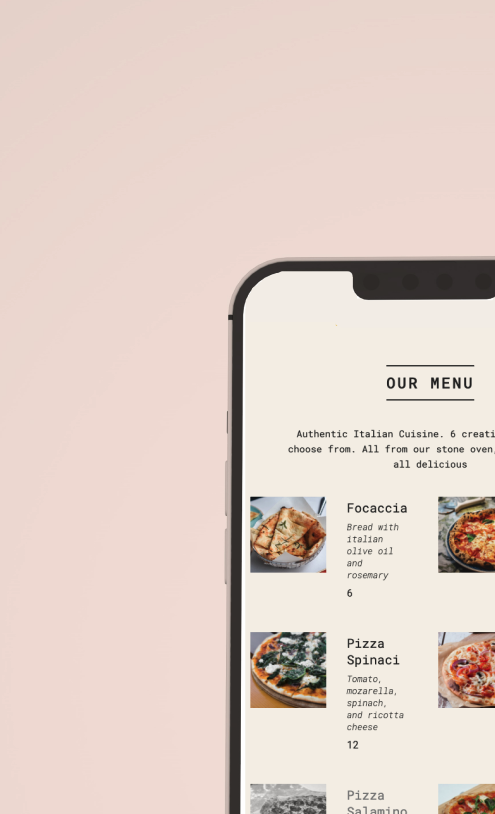 OUR MENU
Authentic Italian Cuisine. 6 creati
choose from. All from our stone oven,
all delicious
Focaccia
Bread with
italian
olive oil
and
rosemary
6
Pizza
Spinaci
Tomato,
mozarella,
spinach,
and ricotta
cheese
12
Pizza
Salamino